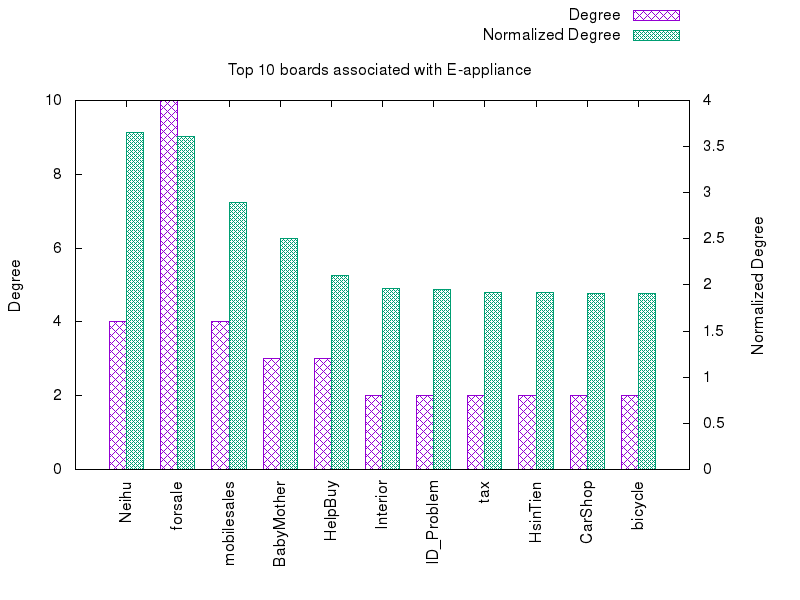 Degree
Normalized Degree
Top 10 boards associated with E-appliance
10
8
6
4
2
0
Degree
4
3.5
3
2.5
2
1.5
1
0.5
0
Normalized Degree
Neihu
forsale
mobilesales
BabyMother
HelpBuy
Interior
ID_Problem
tax
HsinTien
CarShop
bicycle